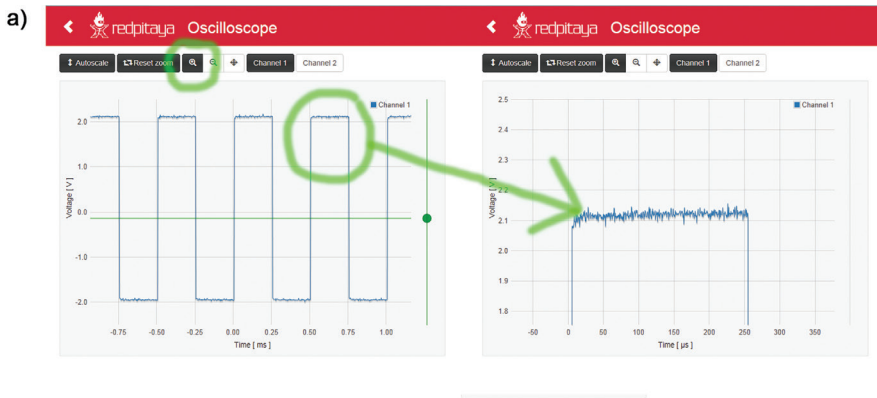 a)
redpitaya Oscilloscope
Autoscale Reset zoom Channel 1 Channel 2
Channel 1
2.0
1.0
0.0
-1.0
-2.0
Voltage [ V ]
-0.75 -0.50 -0.25 0.00 0.25 0.50 0.75 1.00
Time [ ms ]
redpitaya Oscilloscope
Autoscale Reset zoom Channel 1 Channel 2
Channel 1
2.5
2.4
2.3
2.2
2.1
2.0
1.9
1.8
Voltage [ V ]
-50 0 50 100 150 200 250 300 350
Time [ µs ]